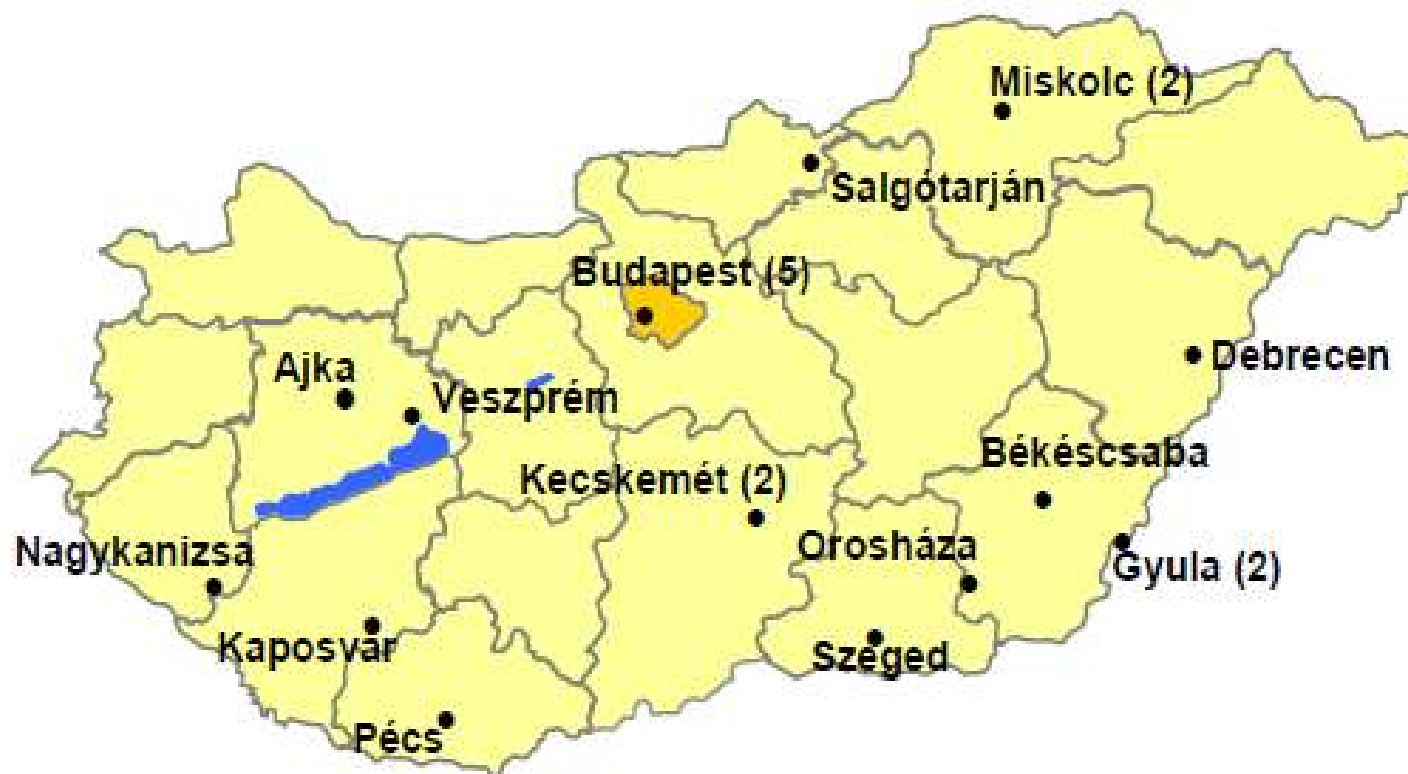 Miskolc (2)
Salgótarján
Budapest (5)
Debrecen
Ajka
Veszprém
Békéscsaba
Kecskemét (2)
Nagykanizsa
Orosháza
Gyula (2)
Kaposvár
Szeged
Pécs